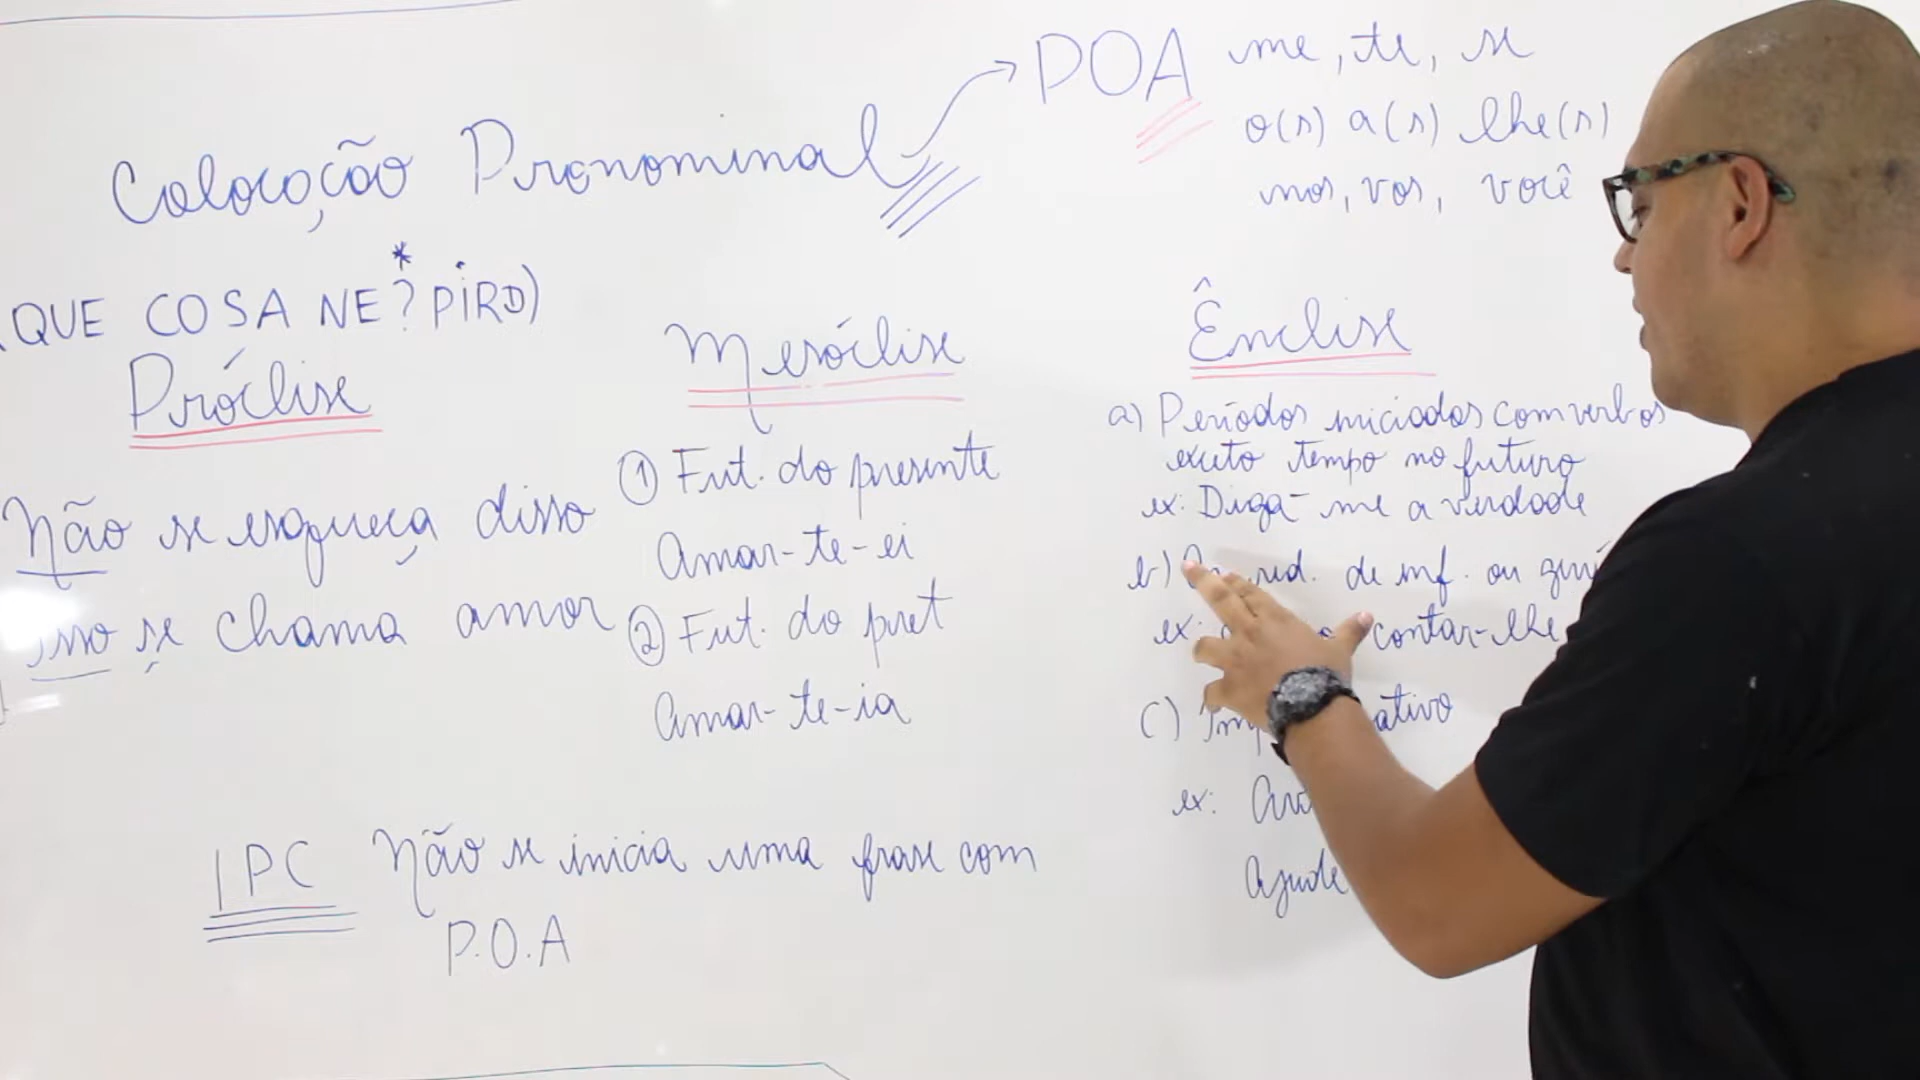 Colocação Pronominal
POA me, te, se
o(s) a(s) lhe(s)
nos, vos, você
(QUE COSA NE?* PIRD)
Próclise
Não se esqueça disso
isso se chama amor
Mesóclise
① Fut. do presente
Amar-te-ei
② Fut. do pret
Amar-te-ia
Ênclise
a) Períodos iniciados com verbos
exceto tempo no futuro
ex: Diga-me a verdade
b) red. de inf. ou
ex: contar-lhe
c)
ex:
Ajude
IPC Não se inicia uma frase com
P.O.A